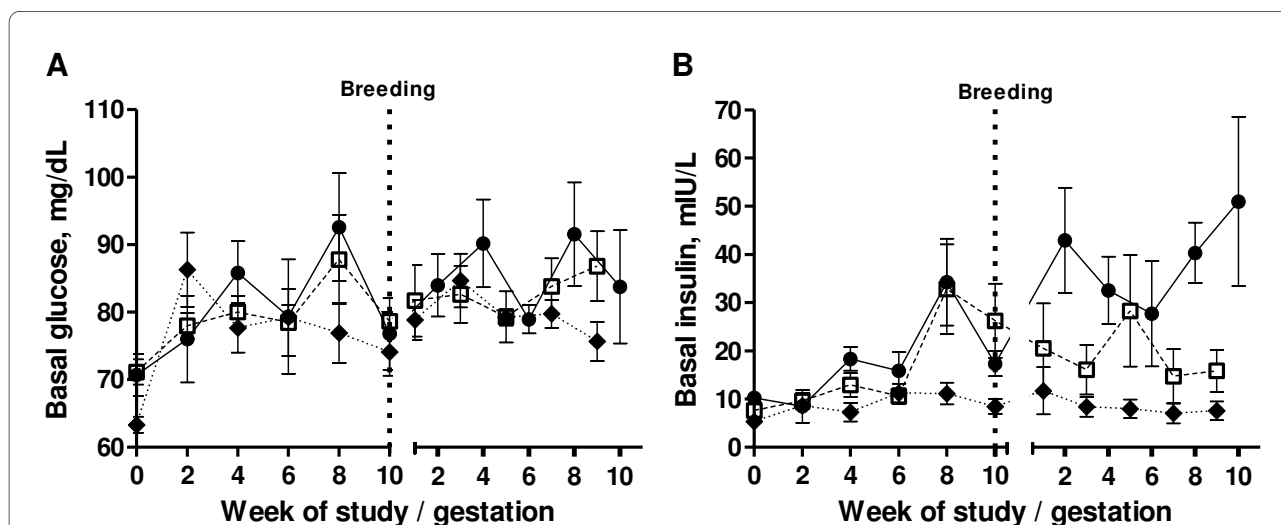 A
Breeding
110
100
90
80
70
60
Basal glucose, mg/dL
0 2 4 6 8 10 2 4 6 8 10
Week of study / gestation
B
Breeding
70
60
50
40
30
20
10
0
Basal insulin, mIU/L
0 2 4 6 8 10 2 4 6 8 10
Week of study / gestation